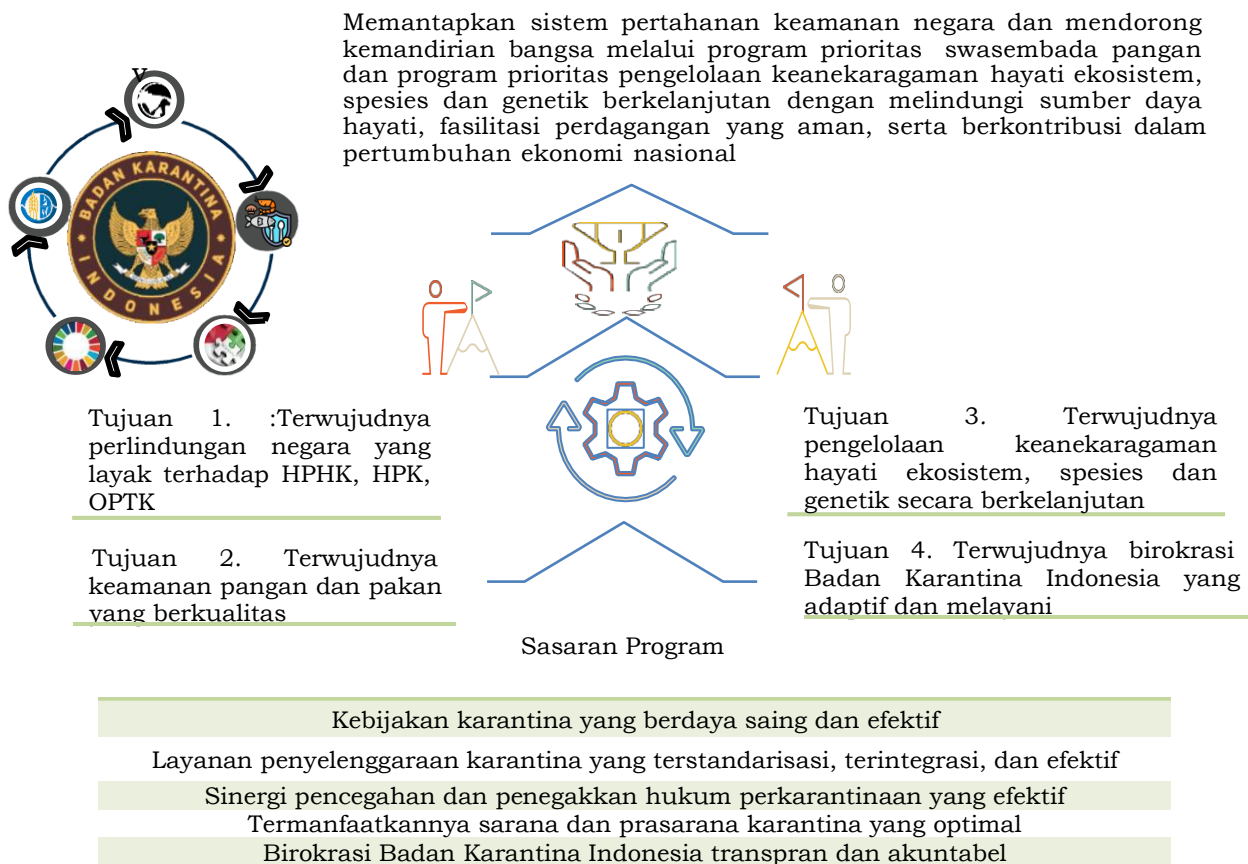 Memantapkan sistem pertahanan keamanan negara dan mendorong
kemandirian bangsa melalui program prioritas swasembada pangan
dan program prioritas pengelolaan keanekaragaman hayati ekosistem,
spesies dan genetik berkelanjutan dengan melindungi sumber daya
hayati, fasilitasi perdagangan yang aman, serta berkontribusi dalam
pertumbuhan ekonomi nasional
v
BADAN KARANTINA
INDONESIA
Tujuan 1. :Terwujudnya
perlindungan negara yang
layak terhadap HPHK, HPK,
OPTK
Tujuan 2. Terwujudnya
keamanan pangan dan pakan
yang berkualitas
Tujuan 3. Terwujudnya
pengelolaan keanekaragaman
hayati ekosistem, spesies dan
genetik secara berkelanjutan
Tujuan 4. Terwujudnya birokrasi
Badan Karantina Indonesia yang
adaptif dan melayani
Sasaran Program
Kebijakan karantina yang berdaya saing dan efektif
Layanan penyelenggaraan karantina yang terstandarisasi, terintegrasi, dan efektif
Sinergi pencegahan dan penegakkan hukum perkarantinaan yang efektif
Termanfaatkannya sarana dan prasarana karantina yang optimal
Birokrasi Badan Karantina Indonesia transpran dan akuntabel